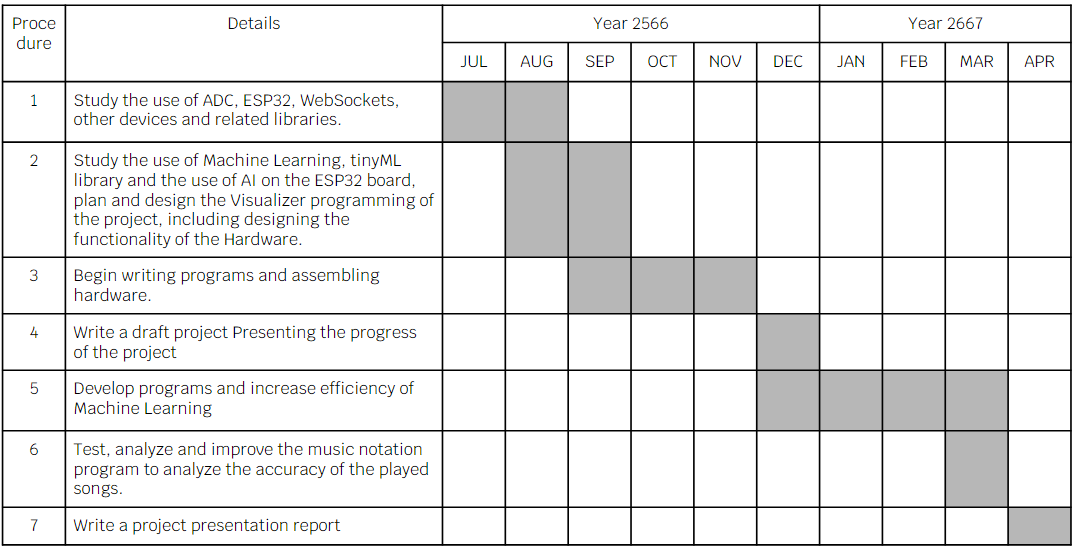 Proce
dure
Details
Year 2566
Year 2667
JUL
AUG
SEP
OCT
NOV
DEC
JAN
FEB
MAR
APR
1
Study the use of ADC, ESP32, WebSockets,
other devices and related libraries.
2
Study the use of Machine Learning, tinyML
library and the use of AI on the ESP32 board,
plan and design the Visualizer programming of
the project, including designing the
functionality of the Hardware.
3
Begin writing programs and assembling
hardware.
4
Write a draft project Presenting the progress
of the project
5
Develop programs and increase efficiency of
Machine Learning
6
Test, analyze and improve the music notation
program to analyze the accuracy of the played
songs.
7
Write a project presentation report